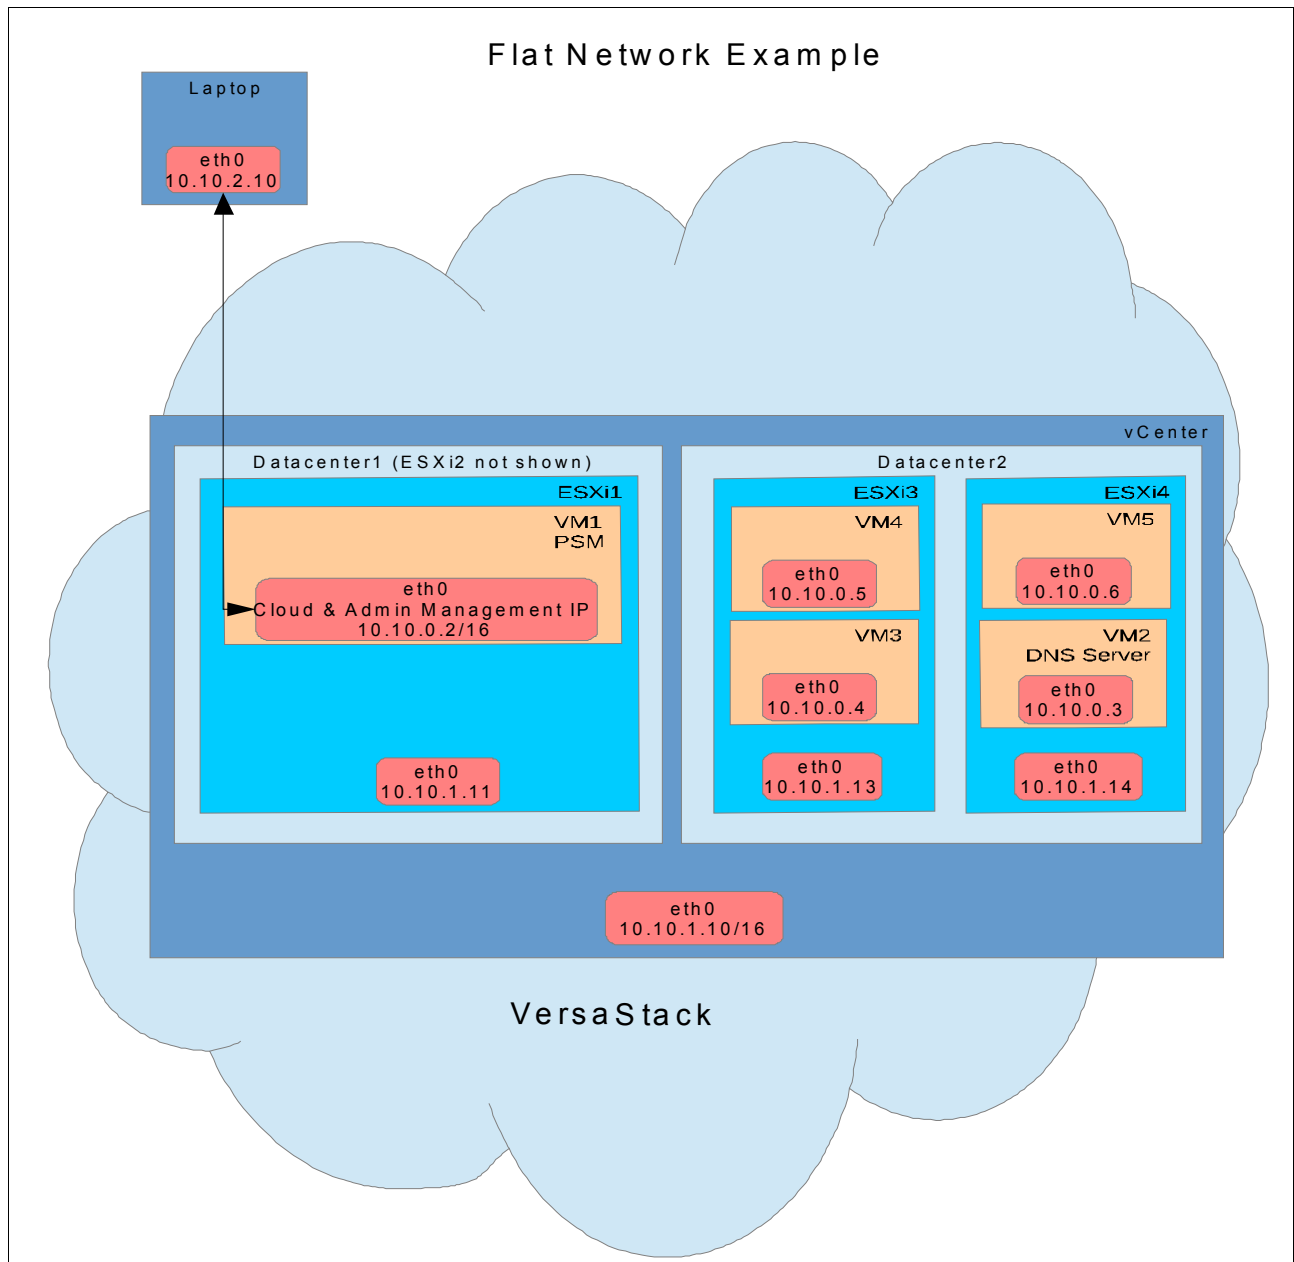 Flat Network Example
Laptop
eth0
10.10.2.10
vCenter
Datacenter1 (ESXi2 not shown)
ESXi1
VM1
PSM
eth0
Cloud & Admin Management IP
10.10.0.2/16
eth0
10.10.1.11
Datacenter2
ESXi3
VM4
eth0
10.10.0.5
VM3
eth0
10.10.0.4
eth0
10.10.1.13
ESXi4
VM5
eth0
10.10.0.6
VM2
DNS Server
eth0
10.10.0.3
eth0
10.10.1.14
eth0
10.10.1.10/16
VersaStack